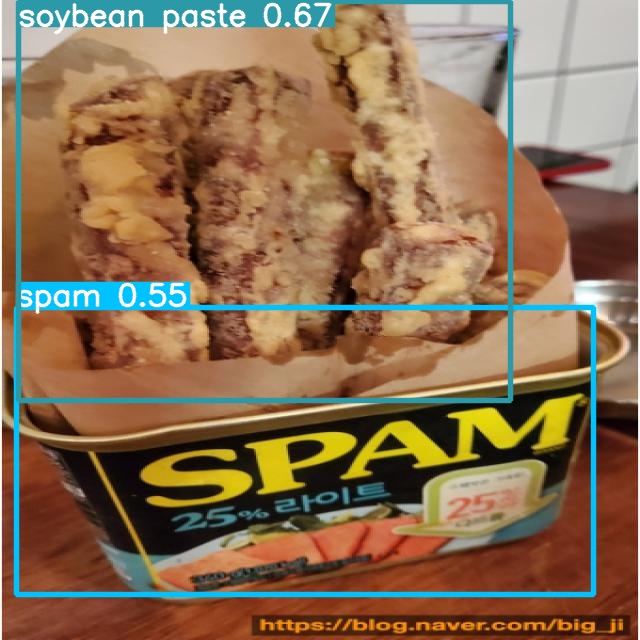 soybean paste 0.67
spam 0.55
SPAM
25% 라이트
25%
https://blog.naver.com/big_ji